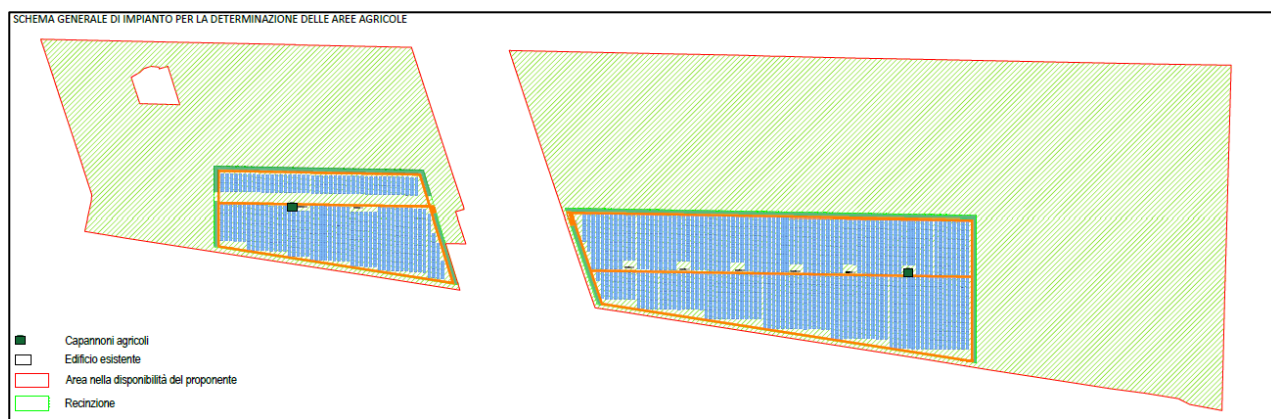 SCHEMA GENERALE DI IMPIANTO PER LA DETERMINAZIONE DELLE AREE AGRICOLE
Capannoni agricoli
Edificio esistente
Area nella disponibilità del proponente
Recinzione